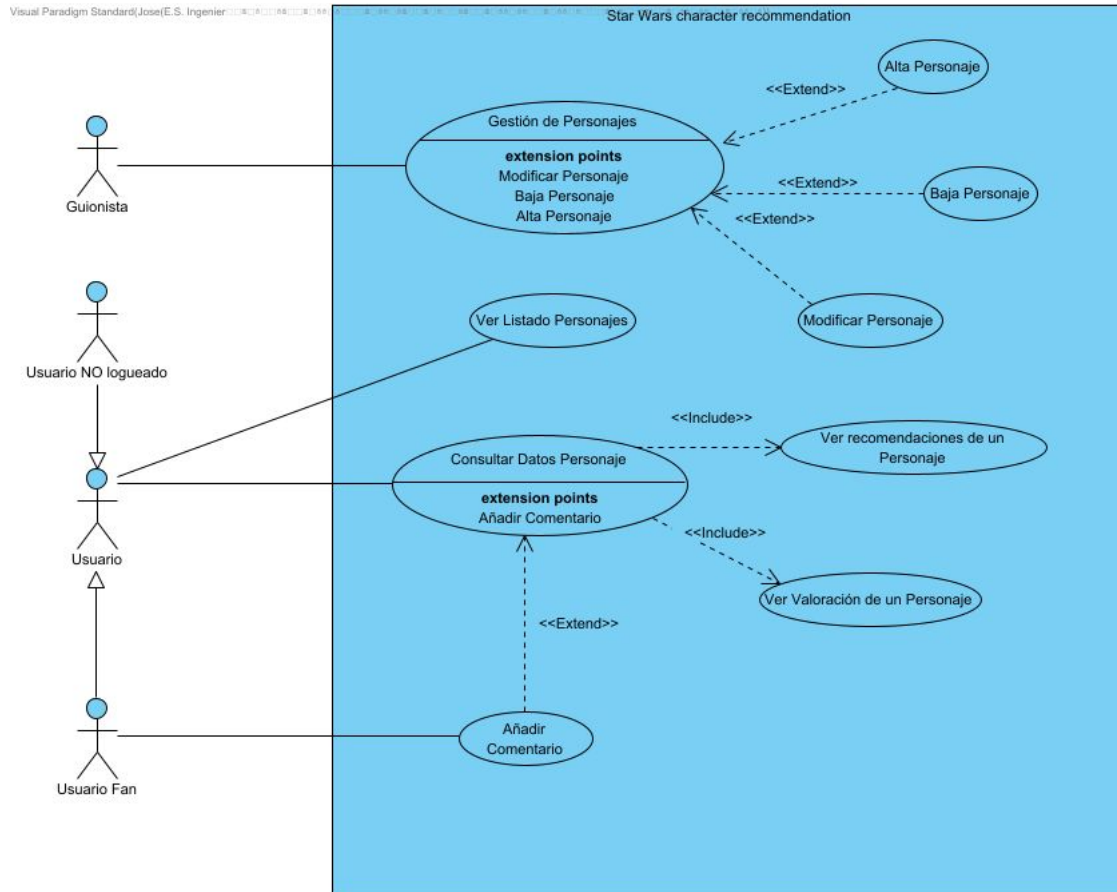 Visual Paradigm Standard(Jose(E.S. Ingenier
Star Wars character recommendation
Alta Personaje
<<Extend>>
Gestión de Personajes
extension points
Modificar Personaje
Baja Personaje
Alta Personaje
<<Extend>>
Baja Personaje
<<Extend>>
Guionista
Ver Listado Personajes
Modificar Personaje
Usuario NO logueado
<<Include>>
Ver recomendaciones de un
Personaje
Consultar Datos Personaje
extension points
Añadir Comentario
<<Include>>
Usuario
Ver Valoración de un Personaje
<<Extend>>
Añadir
Comentario
Usuario Fan